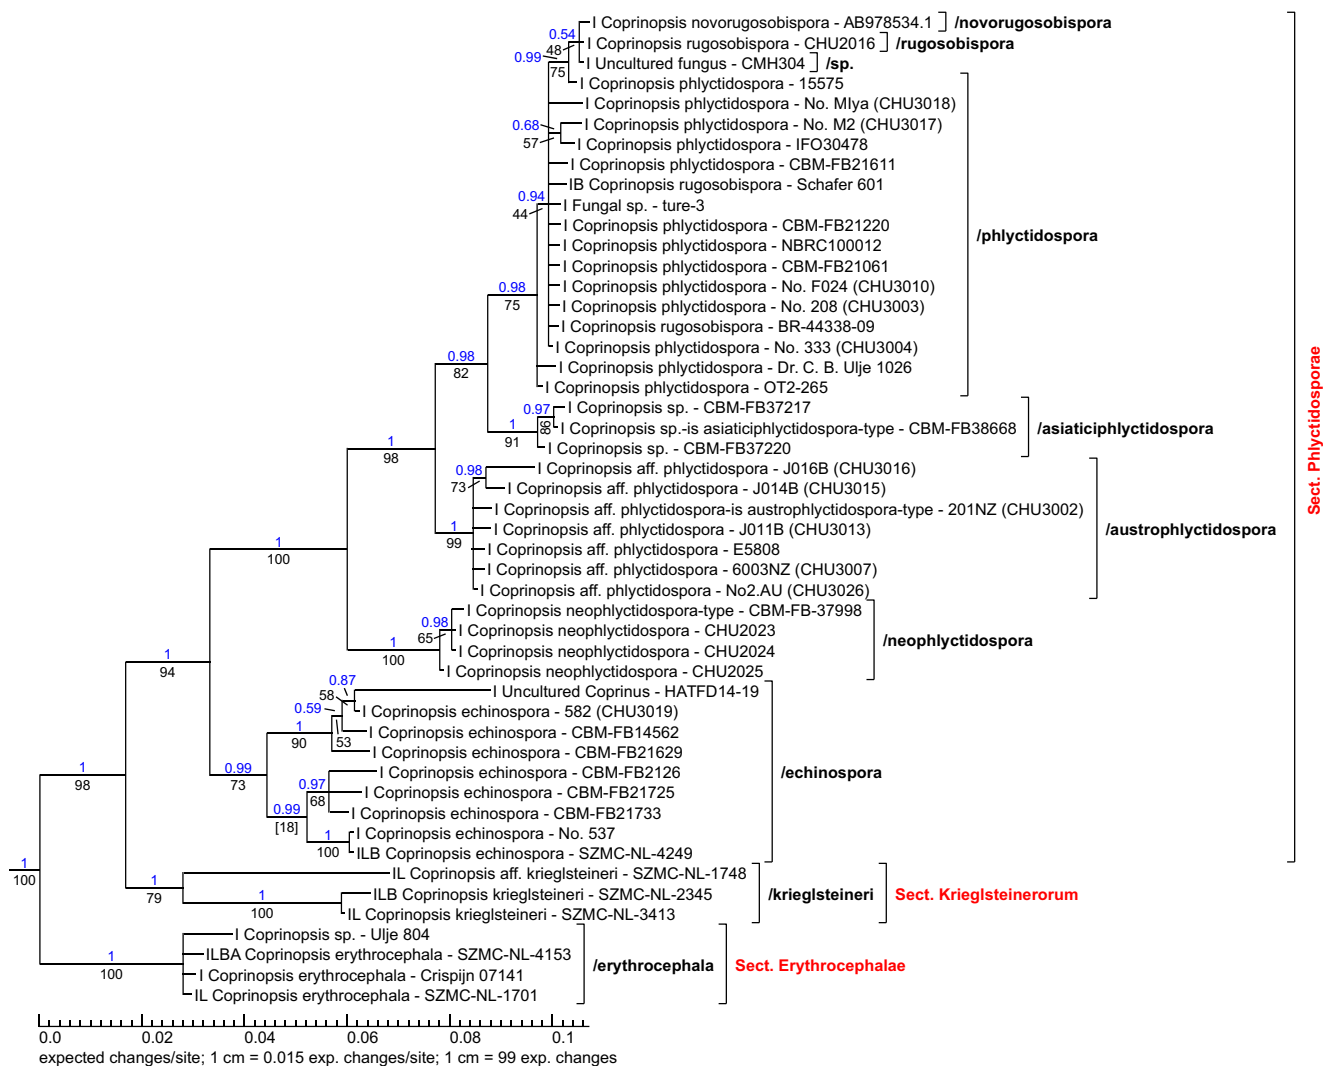 I Coprinopsis novorugosobispora - AB978534.1 /novorugosobispora
0.54
I Coprinopsis rugosobispora - CHU2016 /rugosobispora
48
0.99
I Uncultured fungus - CMH304 /sp.
75
I Coprinopsis phlyctidospora - 15575
I Coprinopsis phlyctidospora - No. MIya (CHU3018)
0.68
I Coprinopsis phlyctidospora - No. M2 (CHU3017)
57
I Coprinopsis phlyctidospora - IFO30478
I Coprinopsis phlyctidospora - CBM-FB21611
IB Coprinopsis rugosobispora - Schafer 601
0.94
I Fungal sp. - ture-3
44
I Coprinopsis phlyctidospora - CBM-FB21220
/phlyctidospora
I Coprinopsis phlyctidospora - NBRC100012
I Coprinopsis phlyctidospora - CBM-FB21061
0.98
I Coprinopsis phlyctidospora - No. F024 (CHU3010)
75
I Coprinopsis phlyctidospora - No. 208 (CHU3003)
I Coprinopsis rugosobispora - BR-44338-09
I Coprinopsis phlyctidospora - No. 333 (CHU3004)
0.98
82
I Coprinopsis phlyctidospora - Dr. C. B. Ulje 1026
I Coprinopsis phlyctidospora - OT2-265
Sect. Phlyctidosporae
0.97
I Coprinopsis sp. - CBM-FB37217
1
91
86
I Coprinopsis sp.-is asiaticiphlyctidospora-type - CBM-FB38668 /asiaticiphlyctidospora
I Coprinopsis sp. - CBM-FB37220
1
98
0.98
I Coprinopsis aff. phlyctidospora - J016B (CHU3016)
73
I Coprinopsis aff. phlyctidospora - J014B (CHU3015)
I Coprinopsis aff. phlyctidospora-is austrophlyctidospora-type - 201NZ (CHU3002)
1
99
I Coprinopsis aff. phlyctidospora - J011B (CHU3013)
/austrophlyctidospora
I Coprinopsis aff. phlyctidospora - E5808
1
100
I Coprinopsis aff. phlyctidospora - 6003NZ (CHU3007)
I Coprinopsis aff. phlyctidospora - No2.AU (CHU3026)
I Coprinopsis neophlyctidospora-type - CBM-FB-37998
0.98
65
I Coprinopsis neophlyctidospora - CHU2023
/neophlyctidospora
1
100
I Coprinopsis neophlyctidospora - CHU2024
I Coprinopsis neophlyctidospora - CHU2025
1
94
0.87
58
I Uncultured Coprinus - HATFD14-19
0.59
I Coprinopsis echinospora - 582 (CHU3019)
1
90
53
I Coprinopsis echinospora - CBM-FB14562
I Coprinopsis echinospora - CBM-FB21629
1
98
0.99
73
I Coprinopsis echinospora - CBM-FB2126
/echinospora
0.97
68
I Coprinopsis echinospora - CBM-FB21725
0.99
[18]
I Coprinopsis echinospora - CBM-FB21733
1
100
I Coprinopsis echinospora - No. 537
ILB Coprinopsis echinospora - SZMC-NL-4249
1
100
IL Coprinopsis aff. krieglsteineri - SZMC-NL-1748
1
79
1
100
ILB Coprinopsis krieglsteineri - SZMC-NL-2345 /krieglsteineri Sect. Krieglsteinerorum
IL Coprinopsis krieglsteineri - SZMC-NL-3413
I Coprinopsis sp. - Ulje 804
1
100
ILBA Coprinopsis erythrocephala - SZMC-NL-4153
/erythrocephala Sect. Erythrocephalae
I Coprinopsis erythrocephala - Crispijn 07141
IL Coprinopsis erythrocephala - SZMC-NL-1701
0.0 0.02 0.04 0.06 0.08 0.1
expected changes/site; 1 cm = 0.015 exp. changes/site; 1 cm = 99 exp. changes